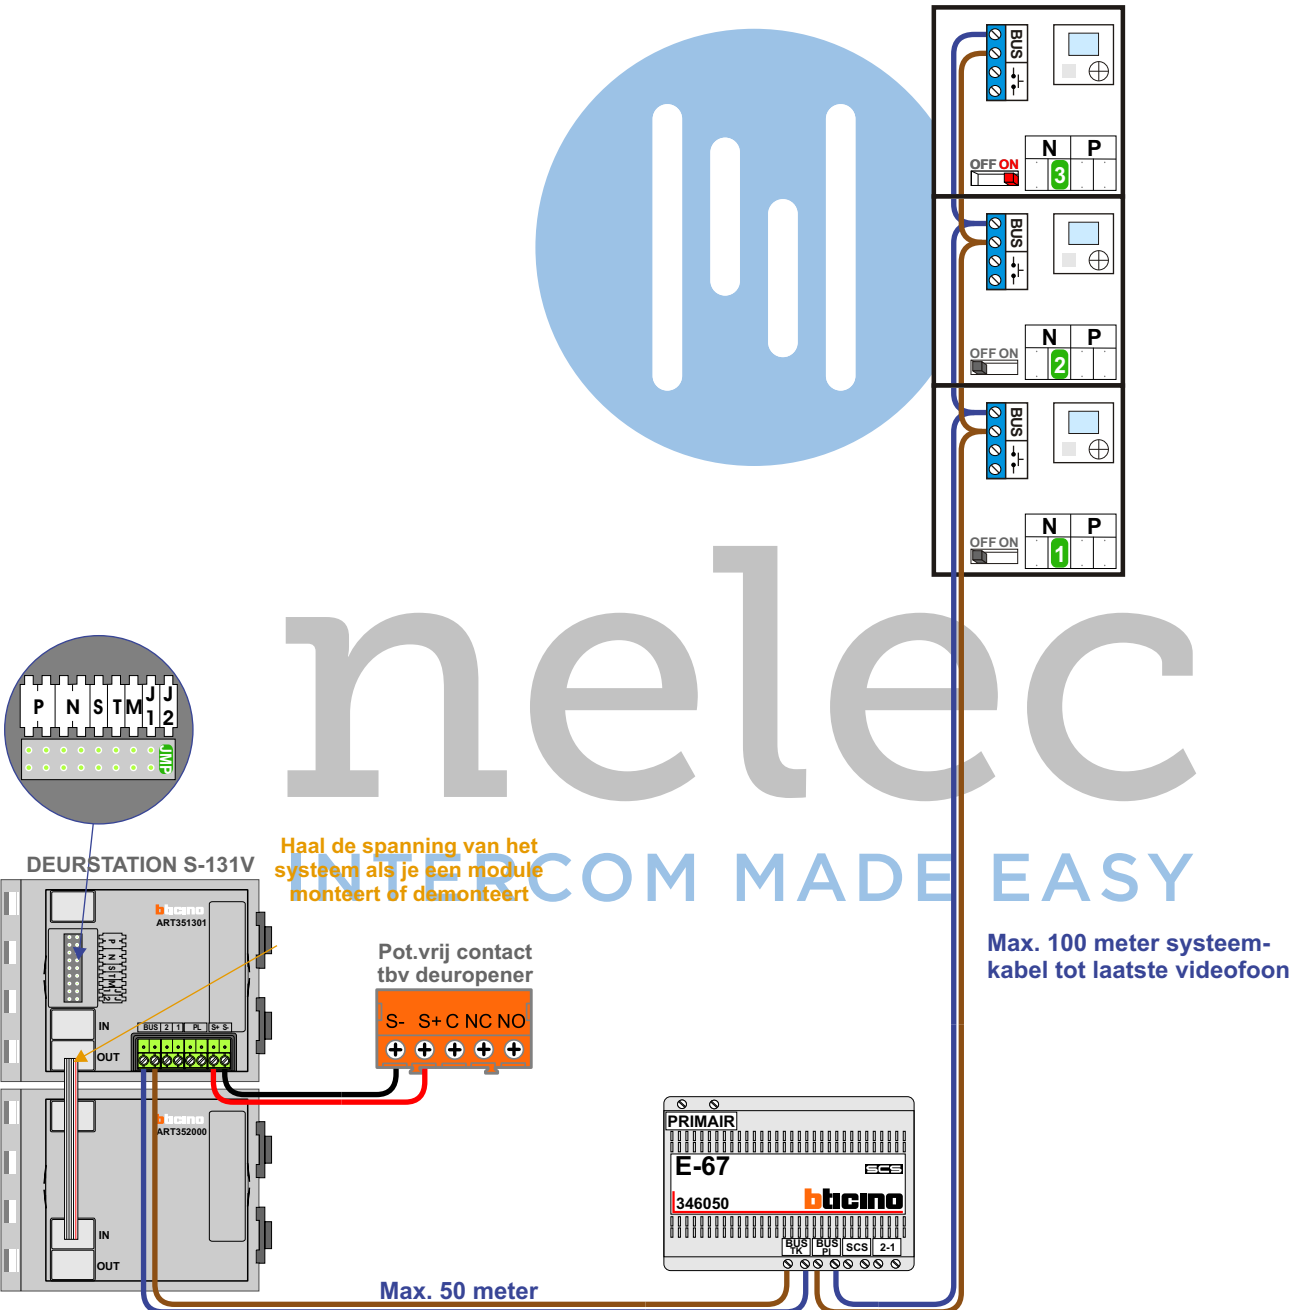 BUS
OFF ON
N P
3
BUS
OFF ON
N P
2
BUS
OFF ON
N P
1
nelec
INTERCOM MADE EASY
P N S T M J1 J2
JMP
DEURSTATION S-131V
Haal de spanning van het
systeem als je een module
monteert of demonteert
bticino
ART351301
P N S T M J1 J2
IN
OUT
BUS 2 1 PL S+ S-
Pot.vrij contact
tbv deuropener
S- S+ C NC NO
Max. 100 meter systeem-
kabel tot laatste videofoon
bticino
ART352000
IN
OUT
PRIMAIR
E-67
SCS
346050
bticino
BUS TK BUS PI SCS 2-1
Max. 50 meter